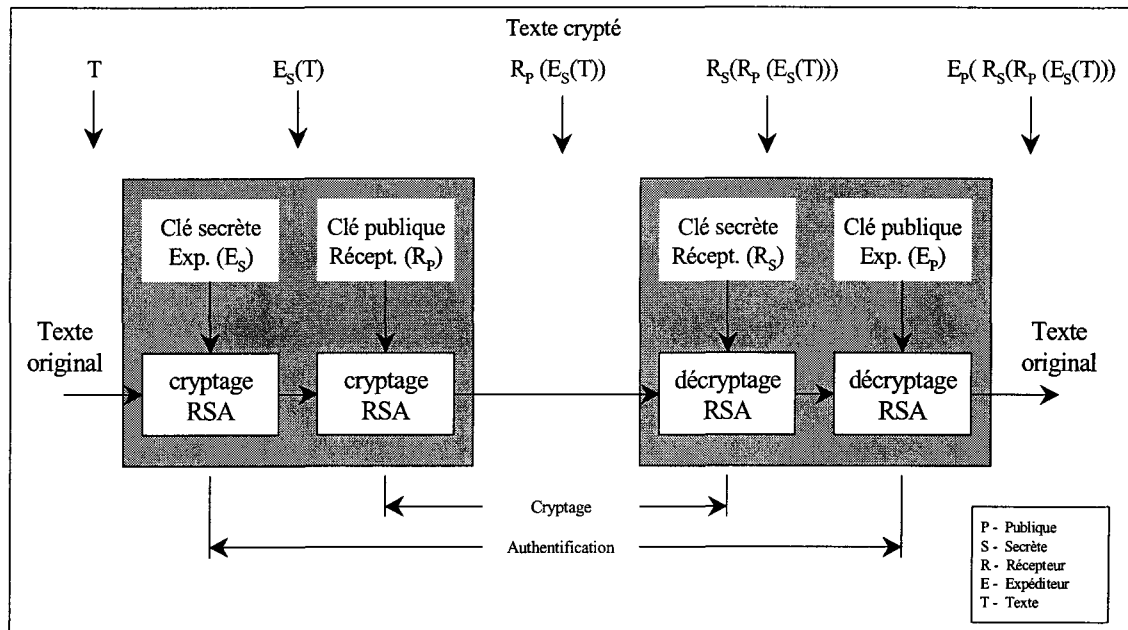 Texte crypté
T
E_S(T)
R_P (E_S(T))
R_S(R_P (E_S(T)))
E_P( R_S(R_P (E_S(T)))
Clé secrète
Exp. (E_S)
Clé publique
Récept. (R_P)
Clé secrète
Récept. (R_S)
Clé publique
Exp. (E_P)
Texte
original
cryptage
RSA
cryptage
RSA
décryptage
RSA
décryptage
RSA
Texte
original
Cryptage
Authentification
P - Publique
S - Secrète
R - Récepteur
E - Expéditeur
T - Texte